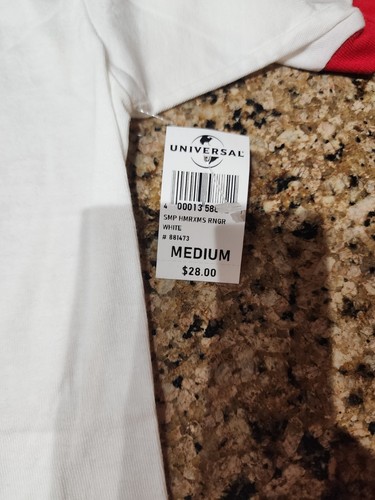 UNIVERSAL
4 00013 58
SMP HMRXMS RNGR
WHITE
# 881473
MEDIUM
$28.00